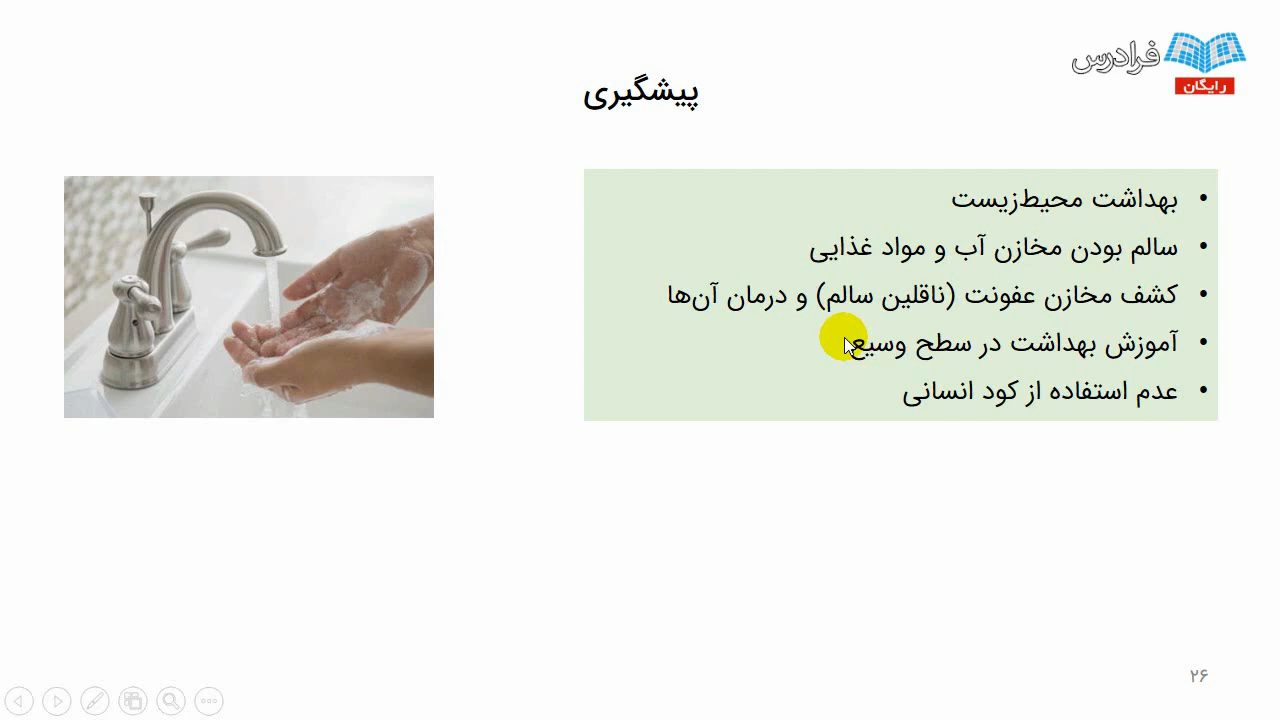 فرادرس
رایگان
پیشگیری
• بهداشت محیط‌زیست
• سالم بودن مخازن آب و مواد غذایی
• کشف مخازن عفونت (ناقلین سالم) و درمان آن‌ها
• آموزش بهداشت در سطح وسیع
• عدم استفاده از کود انسانی
۲۶